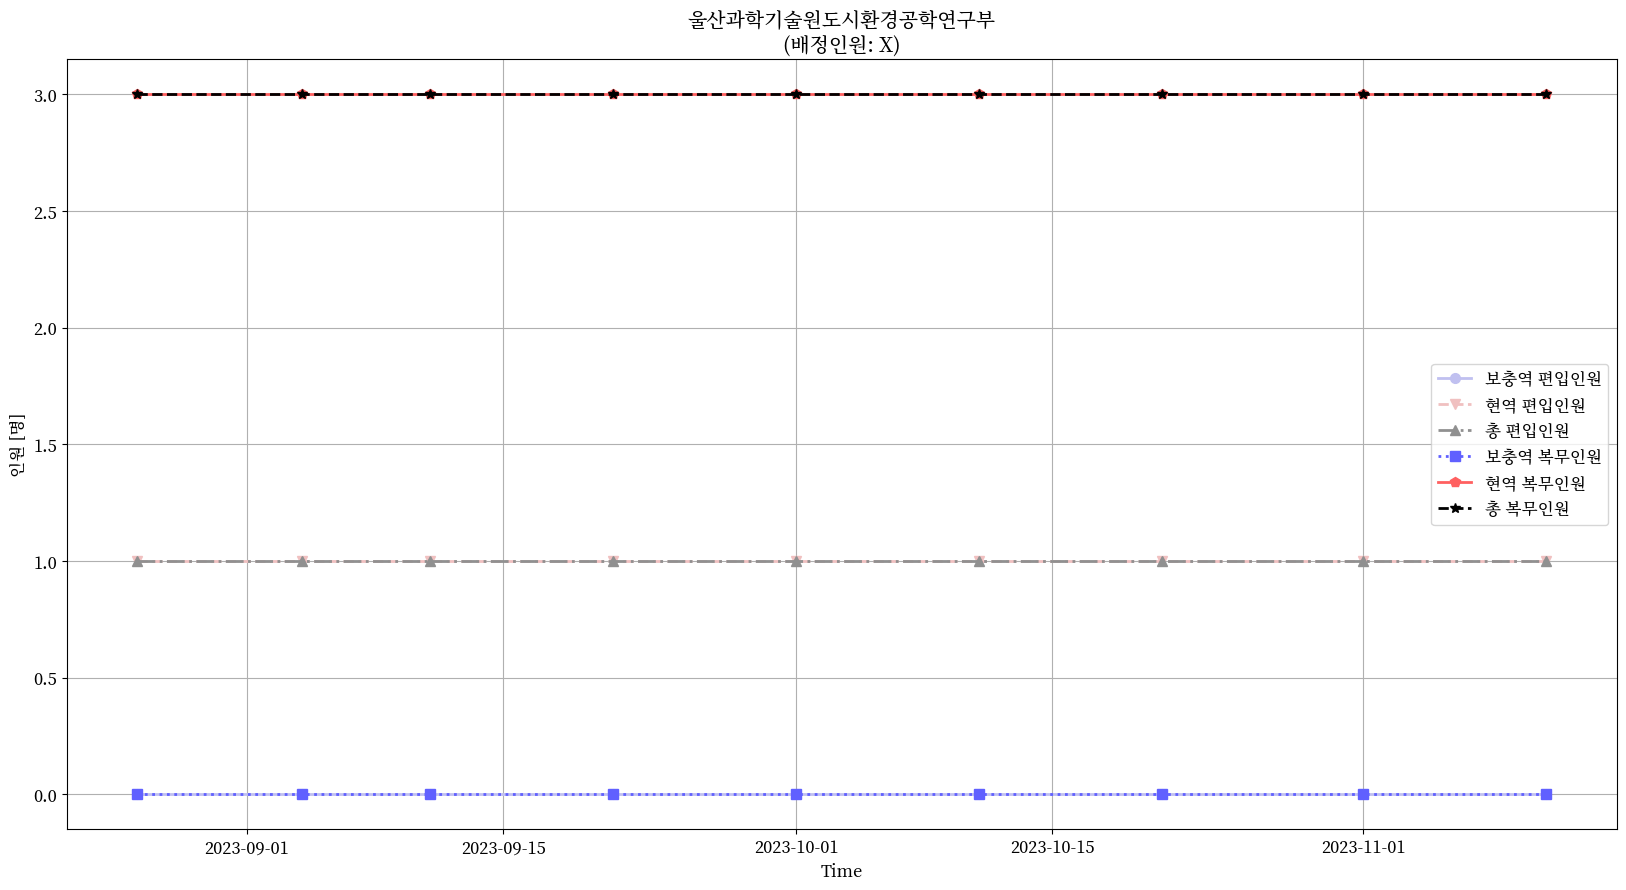 울산과학기술원도시환경공학연구부
(배정인원: X)
3.0
2.5
2.0
1.5
1.0
0.5
0.0
인원 [명]
보충역 편입인원
현역 편입인원
총 편입인원
보충역 복무인원
현역 복무인원
총 복무인원
2023-09-01
2023-09-15
2023-10-01
2023-10-15
2023-11-01
Time